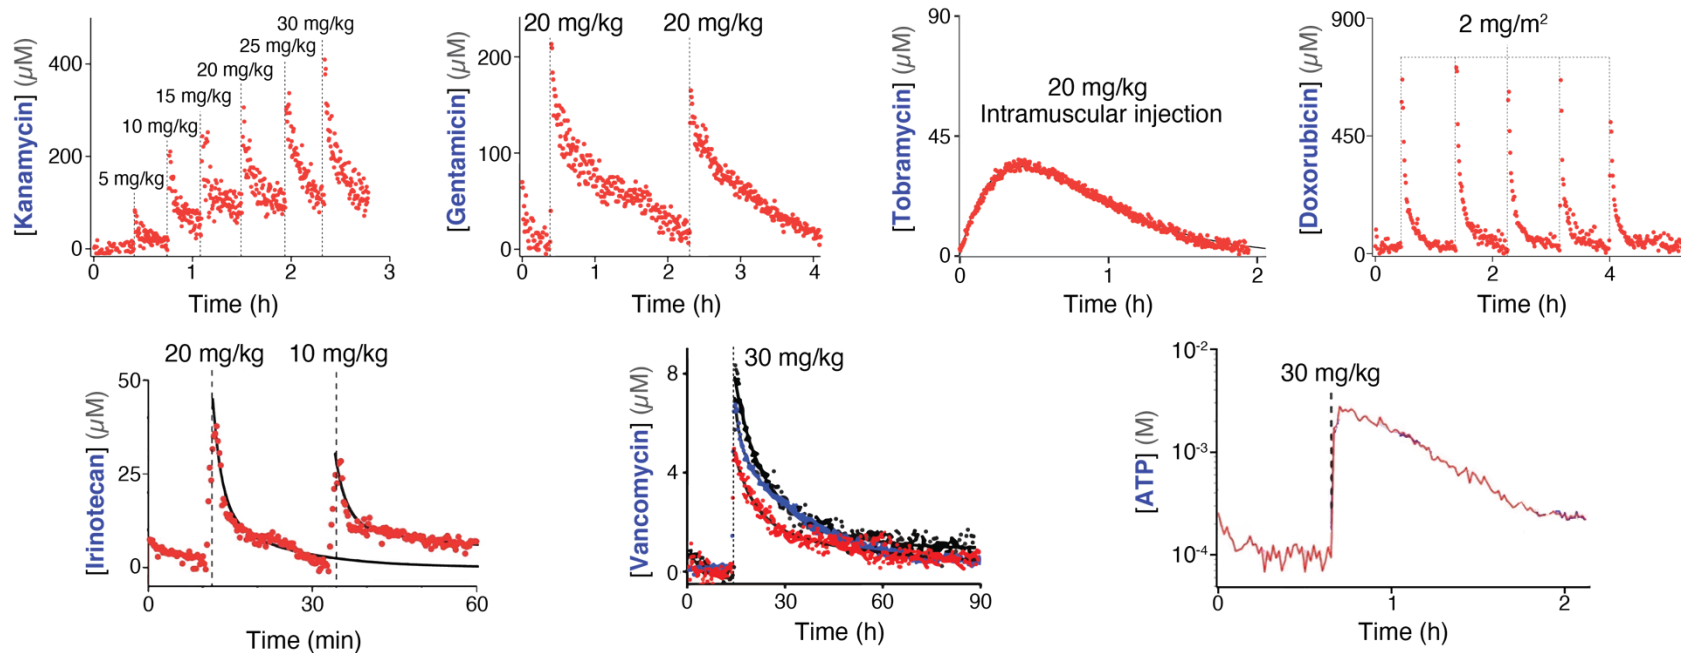 [Kanamycin] (µM)
400
200
0
5 mg/kg
10 mg/kg
15 mg/kg
20 mg/kg
25 mg/kg
30 mg/kg
0 1 2 3
Time (h)
[Gentamicin] (µM)
200
100
0
20 mg/kg
20 mg/kg
0 1 2 3 4
Time (h)
[Tobramycin] (µM)
90
45
0
20 mg/kg
Intramuscular injection
0 1 2
Time (h)
[Doxorubicin] (µM)
900
450
0
2 mg/m²
0 2 4
Time (h)
[Irinotecan] (µM)
50
25
0
20 mg/kg
10 mg/kg
0 30 60
Time (min)
[Vancomycin] (µM)
8
4
0
30 mg/kg
0 30 60 90
Time (h)
[ATP] (M)
10⁻²
10⁻³
10⁻⁴
30 mg/kg
0 1 2
Time (h)